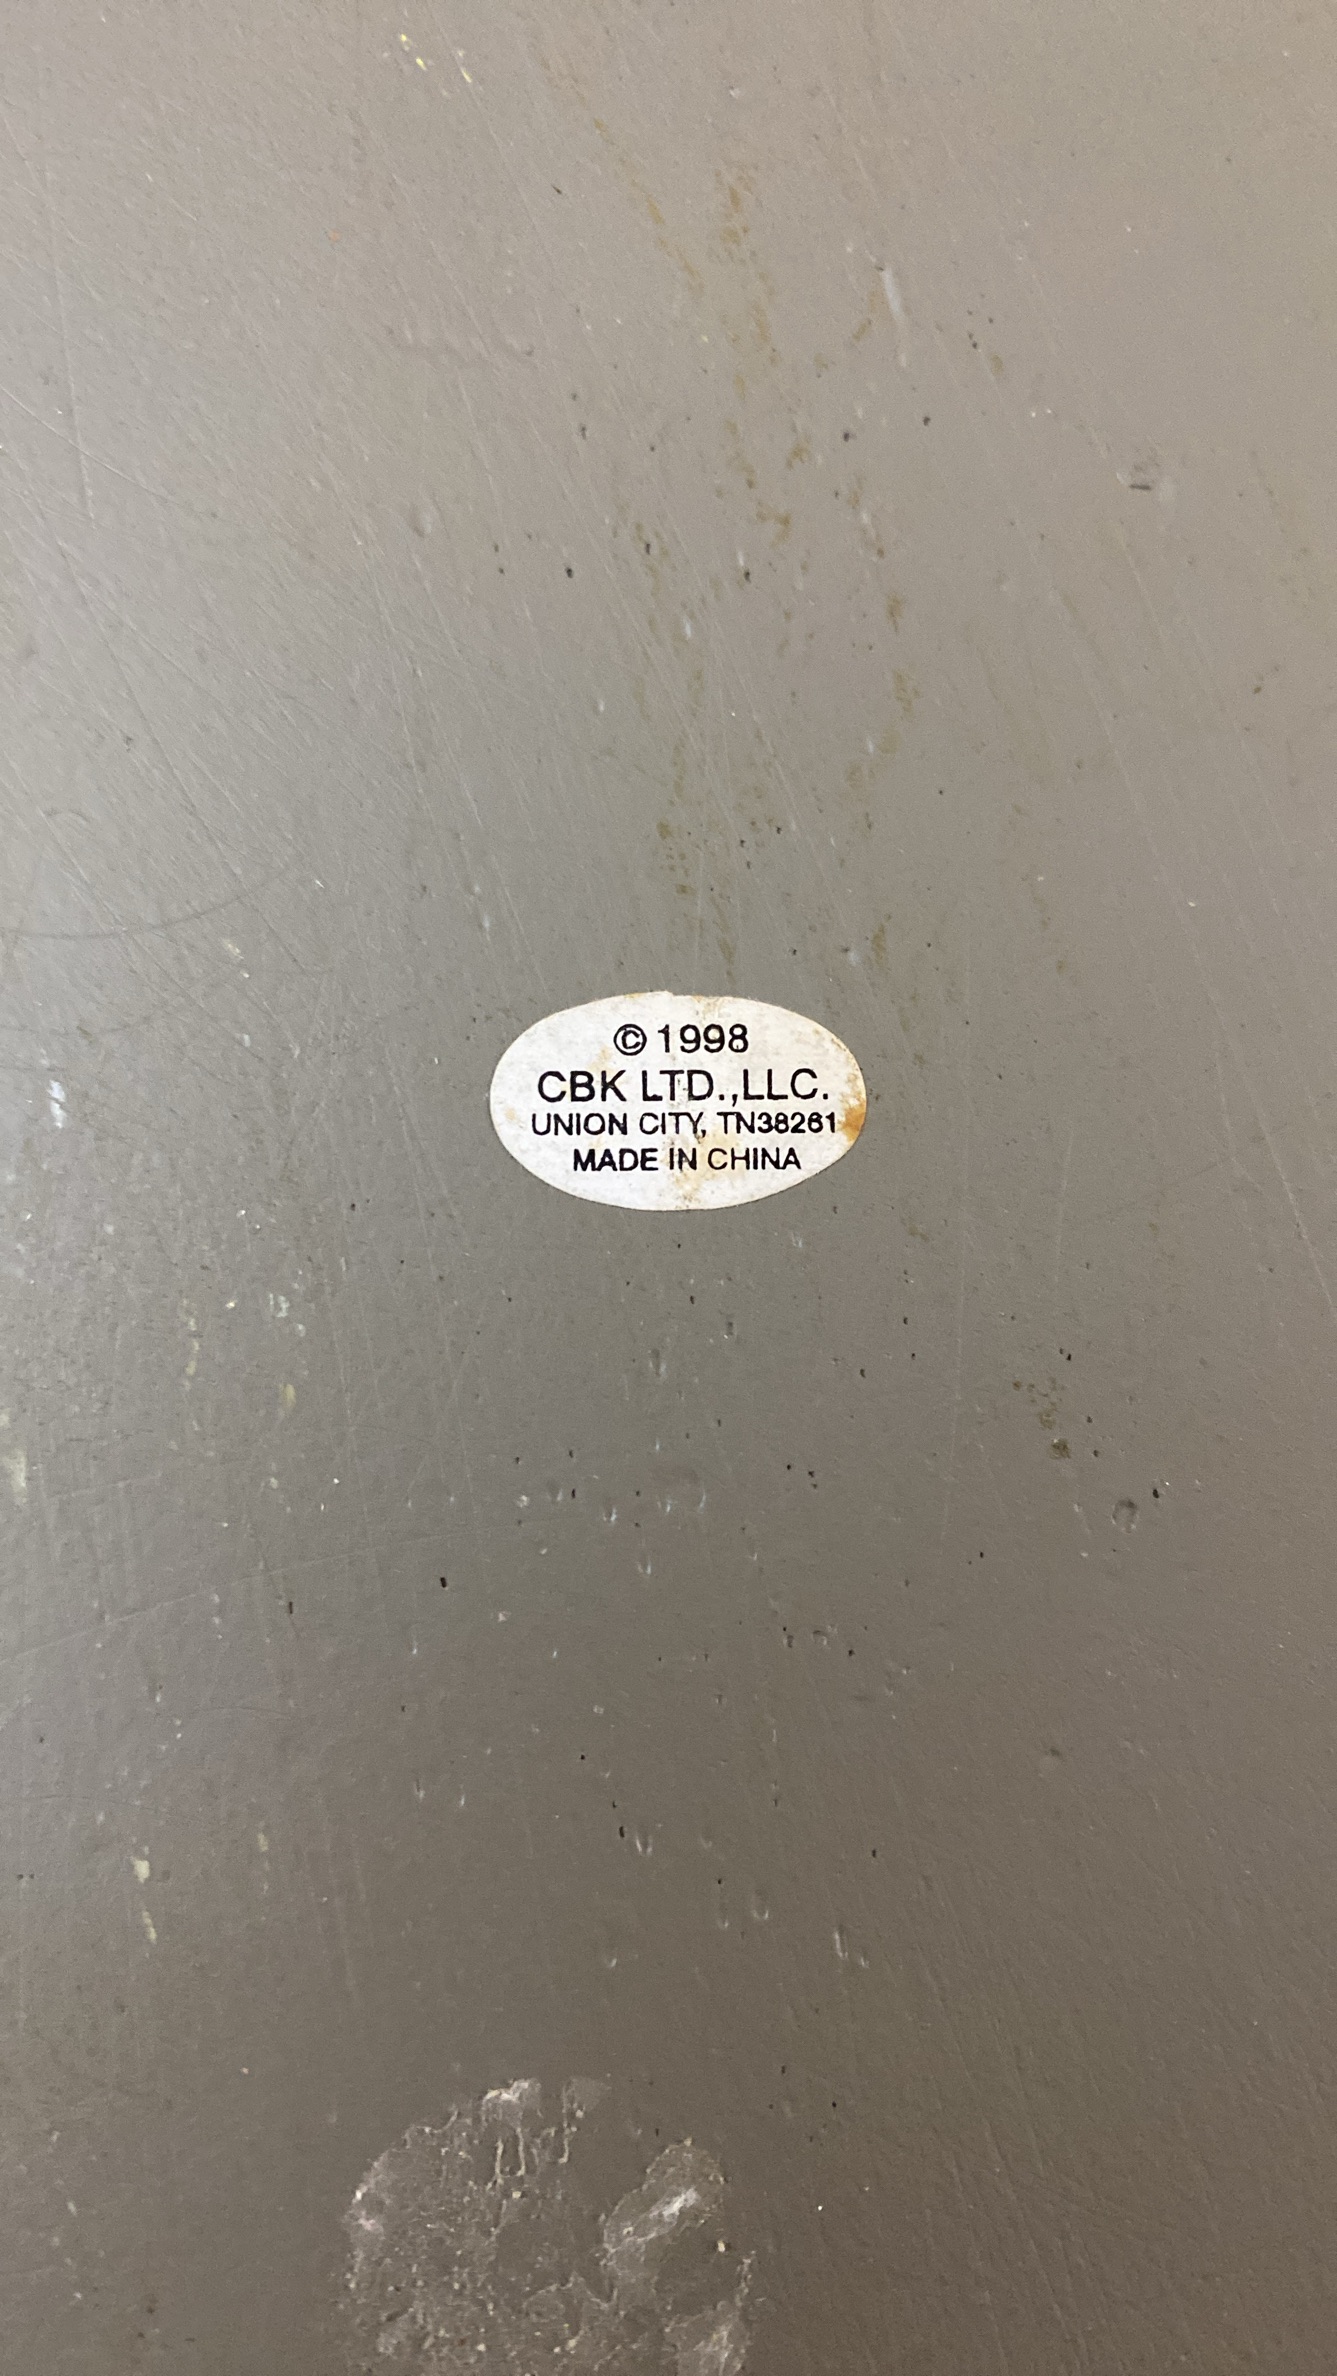 © 1998
CBK LTD.,LLC.
UNION CITY, TN38261
MADE IN CHINA